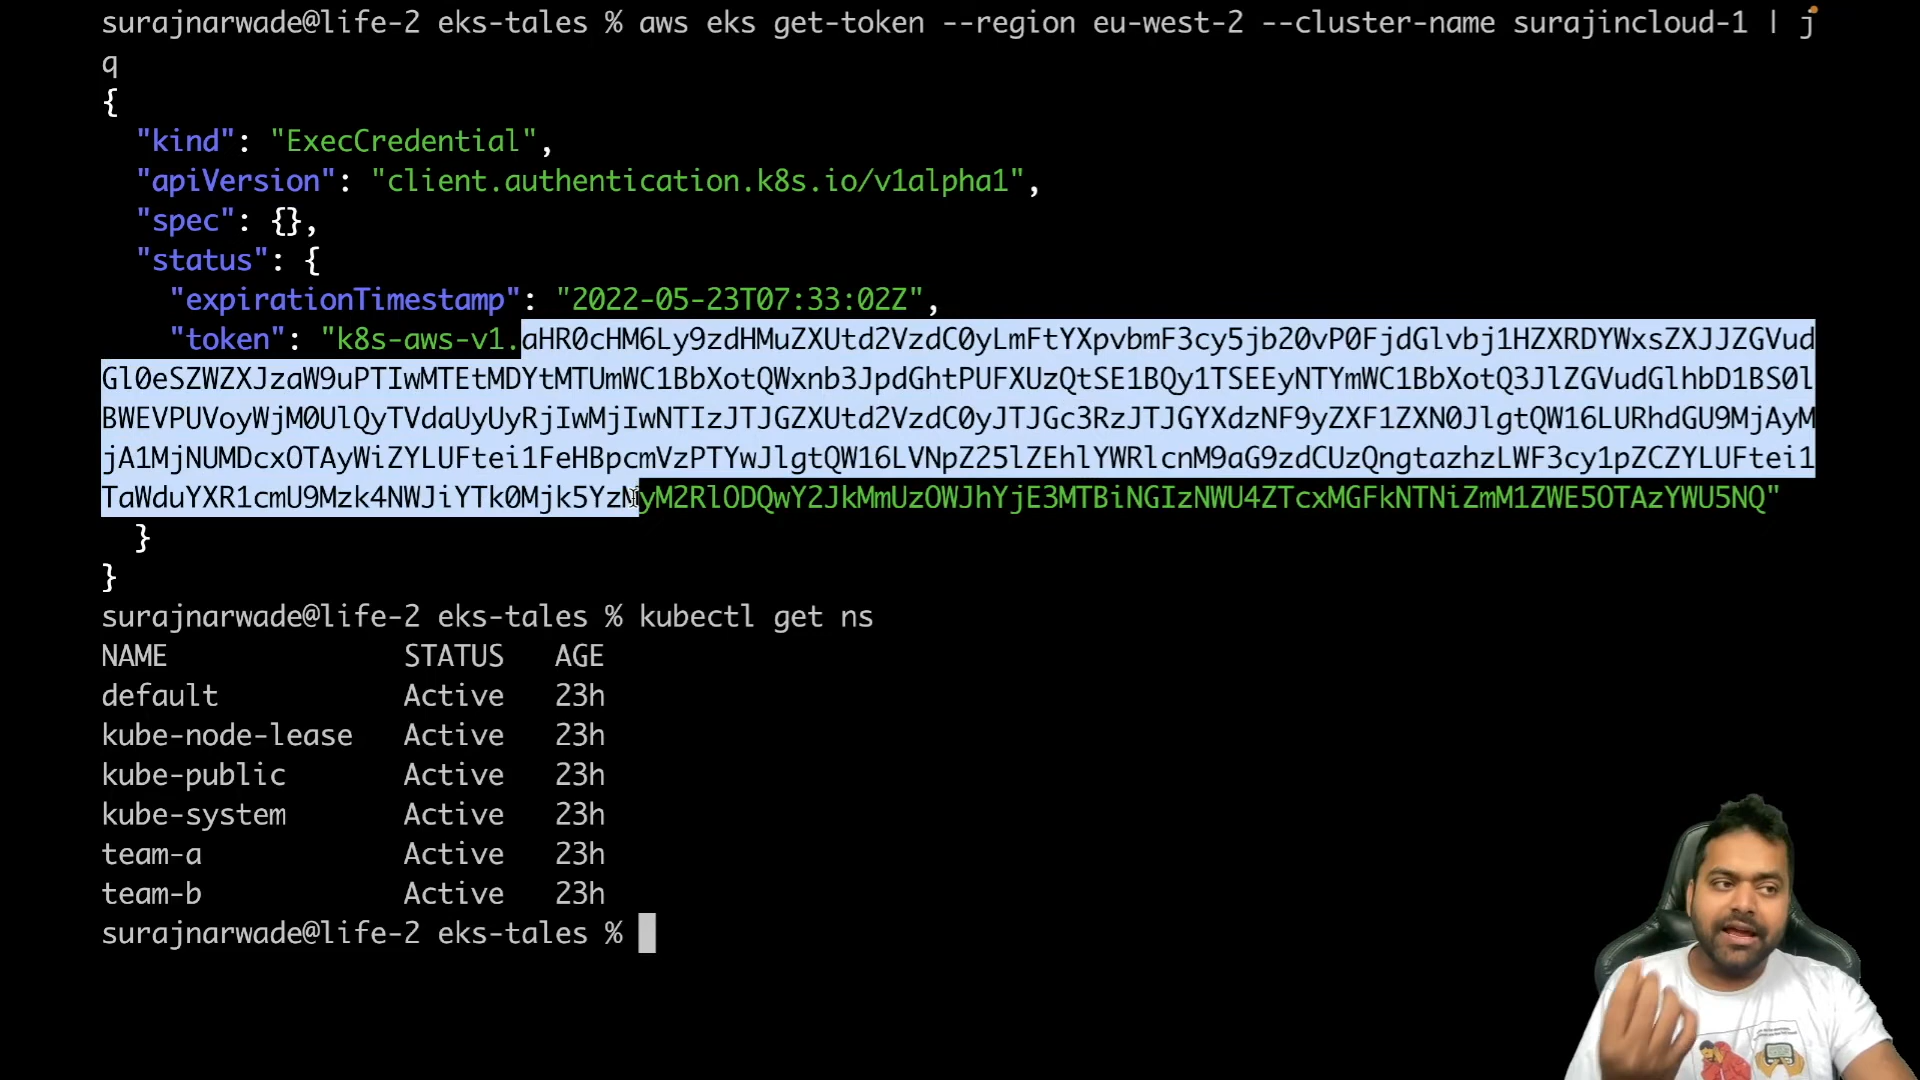 surajnarwade@life-2 eks-tales % aws eks get-token --region eu-west-2 --cluster-name surajincloud-1 | j
q
{
  "kind": "ExecCredential",
  "apiVersion": "client.authentication.k8s.io/v1alpha1",
  "spec": {},
  "status": {
    "expirationTimestamp": "2022-05-23T07:33:02Z",
    "token": "k8s-aws-v1.aHR0cHM6Ly9zdHMuZXUtd2VzdC0yLmFtYXpvbmF3cy5jb20vP0FjdGlvbj1HZXRDYWxsZXJJZGVud
Gl0eSZWZXJzaW9uPTIwMTEtMDYtMTUmWC1BbXotQWxnb3JpdGhtPUFXUzQtSE1BQy1TSEEyNTYmWC1BbXotQ3JlZGVudGlhbD1BS0l
BWEVPUVoyWjM0UlQyTVdaUyUyRjIwMjIwNTIzJTJGZXUtd2VzdC0yJTJGc3RzJTJGYXdzNF9yZXF1ZXN0JlgtQW16LURhdGU9MjAyM
jA1MjNUMDcxOTAyWiZYLUFtei1FeHBpcmVzPTYwJlgtQW16LVNpZ25lZEhlYWRlcnM9aG9zdCUzQngtazhzLWF3cy1pZCZYLUFtei1
TaWduYXR1cmU9Mzk4NWJiYTk0Mjk5YzNyM2RlODQwY2JkMmUzOWJhYjE3MTBiNGIzNWU4ZTcxMGFkNTNiZmM1ZWE5OTAzYWU5NQ"
  }
}
surajnarwade@life-2 eks-tales % kubectl get ns
NAME              STATUS   AGE
default           Active   23h
kube-node-lease   Active   23h
kube-public       Active   23h
kube-system       Active   23h
team-a            Active   23h
team-b            Active   23h
surajnarwade@life-2 eks-tales %